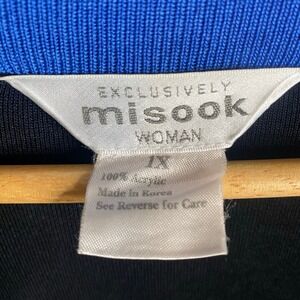 EXCLUSIVELY
misook
WOMAN
1X
100% Acrylic
Made in Korea
See Reverse for Care